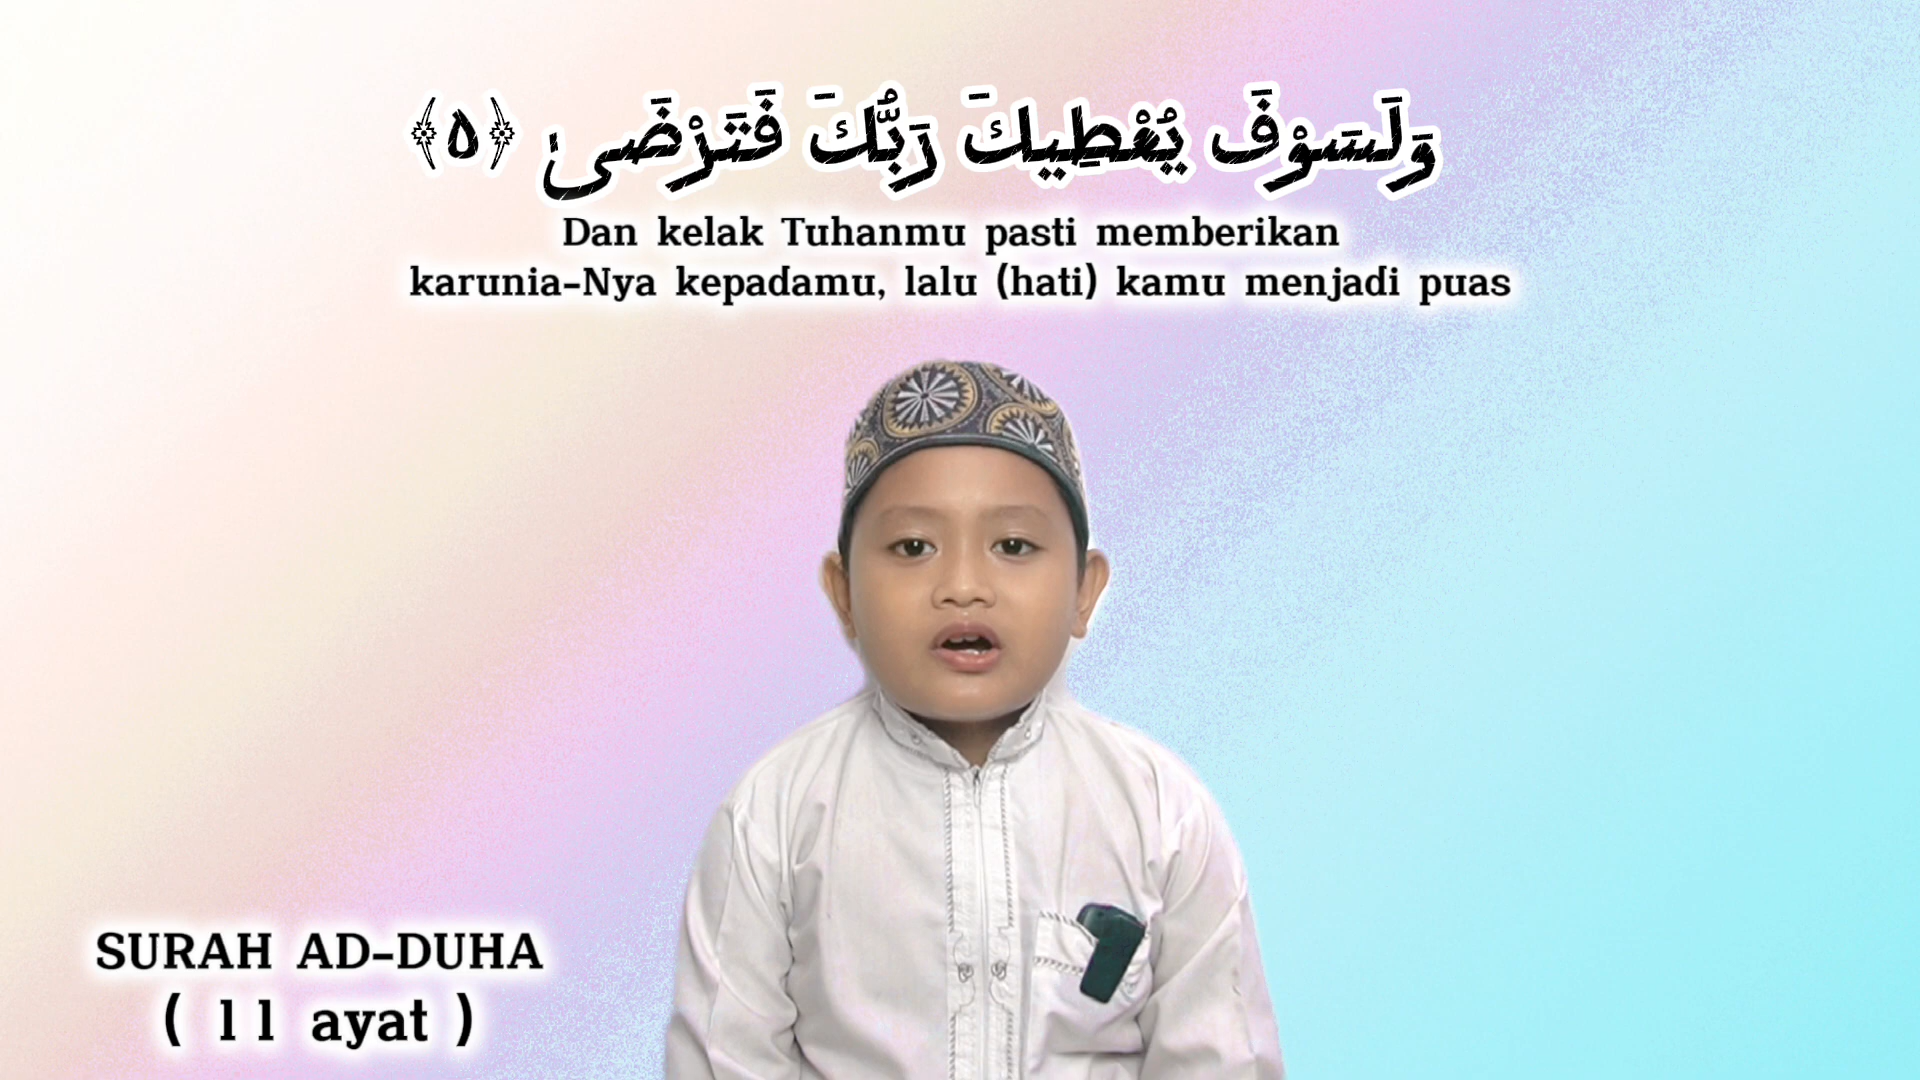 وَلَسَوْفَ يُعْطِيكَ رَبُّكَ فَتَرْضَىٰ ﴿٥﴾
Dan kelak Tuhanmu pasti memberikan
karunia-Nya kepadamu, lalu (hati) kamu menjadi puas
SURAH AD-DUHA
( 11 ayat )